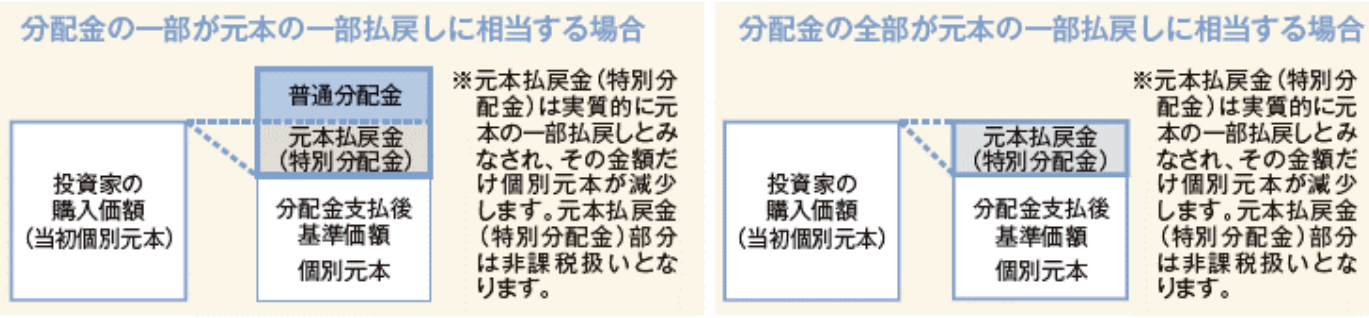 分配金の一部が元本の一部払戻しに相当する場合
普通分配金
元本払戻金
(特別分配金)
投資家の
購入価額
(当初個別元本)
分配金支払後
基準価額
個別元本
※元本払戻金(特別分
配金)は実質的に元
本の一部払戻しとみ
なされ、その金額だ
け個別元本が減少
します。元本払戻金
(特別分配金)部分
は非課税扱いとな
ります。
分配金の全部が元本の一部払戻しに相当する場合
元本払戻金
(特別分配金)
投資家の
購入価額
(当初個別元本)
分配金支払後
基準価額
個別元本
※元本払戻金(特別分
配金)は実質的に元
本の一部払戻しとみ
なされ、その金額だ
け個別元本が減少
します。元本払戻金
(特別分配金)部分
は非課税扱いとな
ります。